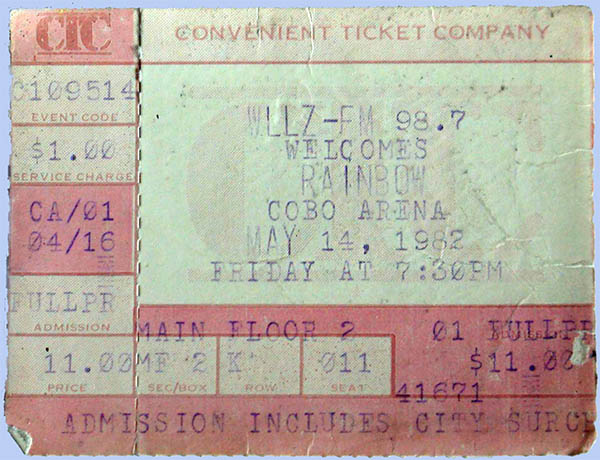 CTC
CONVENIENT TICKET COMPANY
C109514
EVENT CODE
$1.00
SERVICE CHARGE
CA/01
04/16
FULLPR
ADMISSION
11.00
PRICE
WLLZ-FM 98.7
WELCOMES
RAINBOW
COBO ARENA
MAY 14, 1982
FRIDAY AT 7:30PM
MAIN FLOOR 2 01 FULLPR
MF 2 K 011 $11.00
SEC/BOX ROW SEAT
41671
ADMISSION INCLUDES CITY SURCH